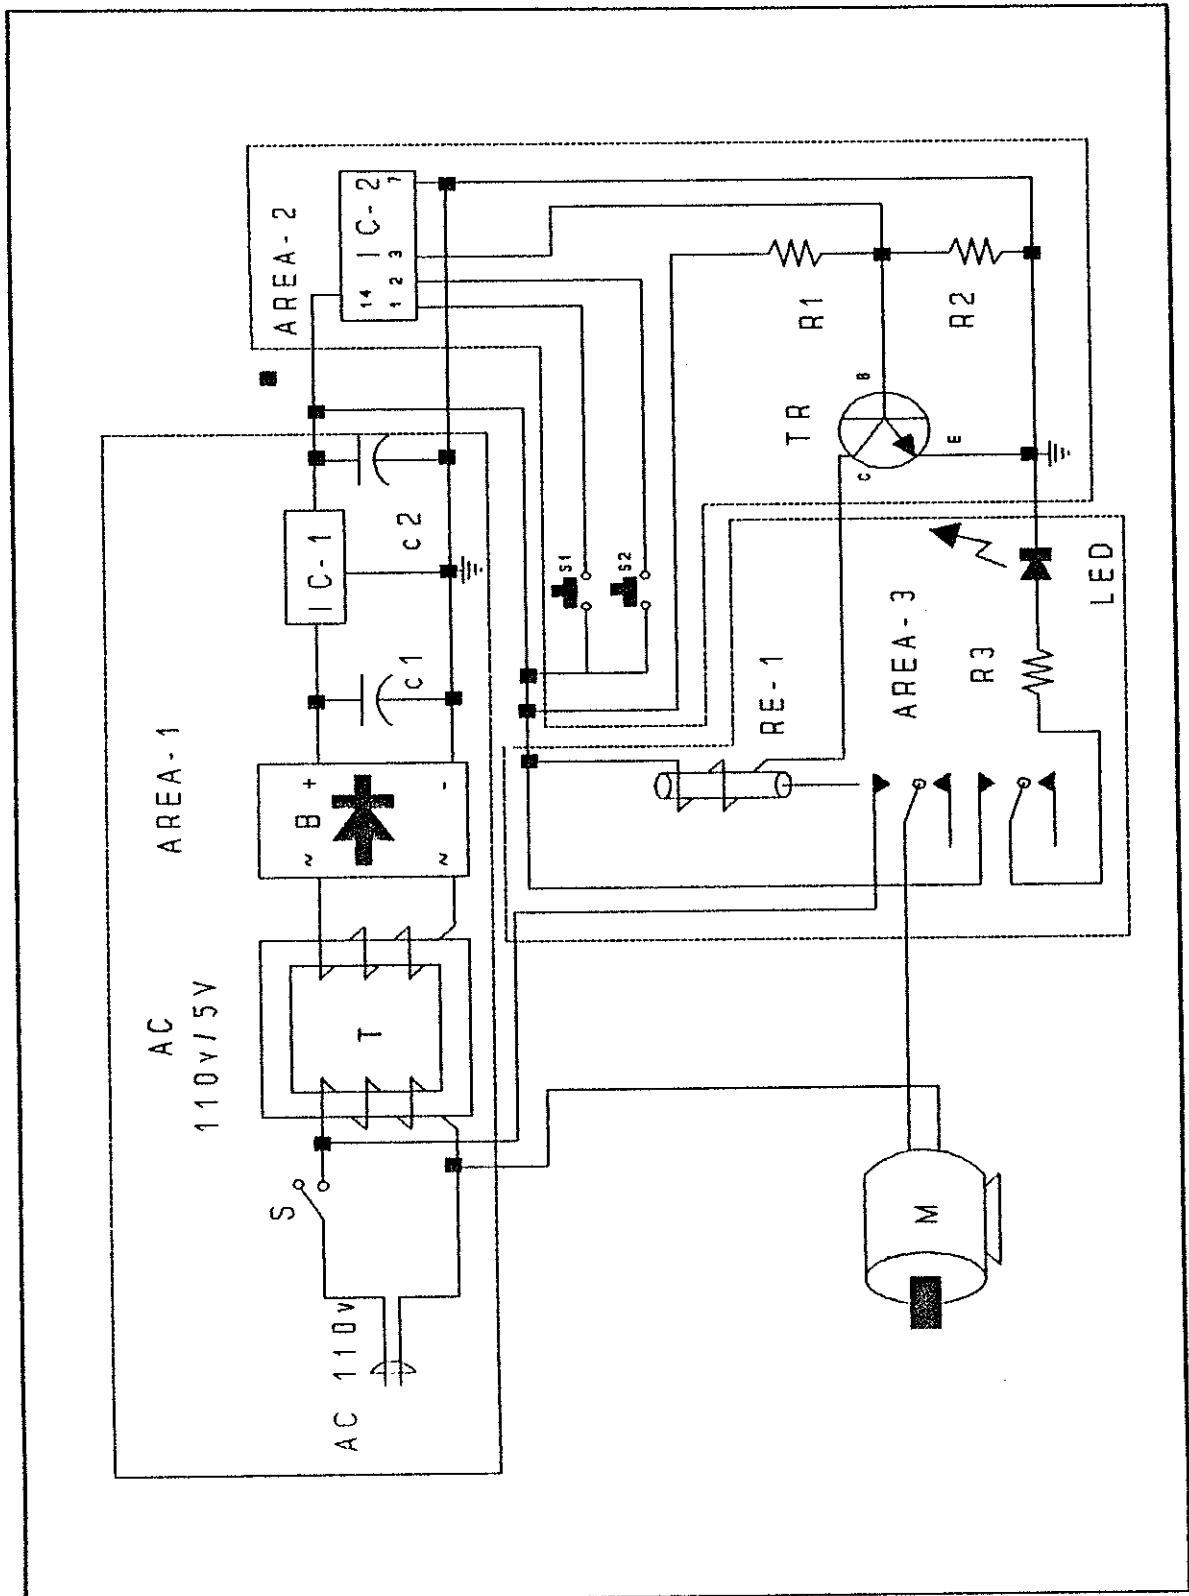 AC
110v/5V
AREA-1
AREA-2
AC 110v
S
T
~ B +
~ -
c1
IC-1
c2
14 IC-2
1 2 3 7
S1
S2
RE-1
TR
C
B
E
R1
R2
AREA-3
R3
LED
M